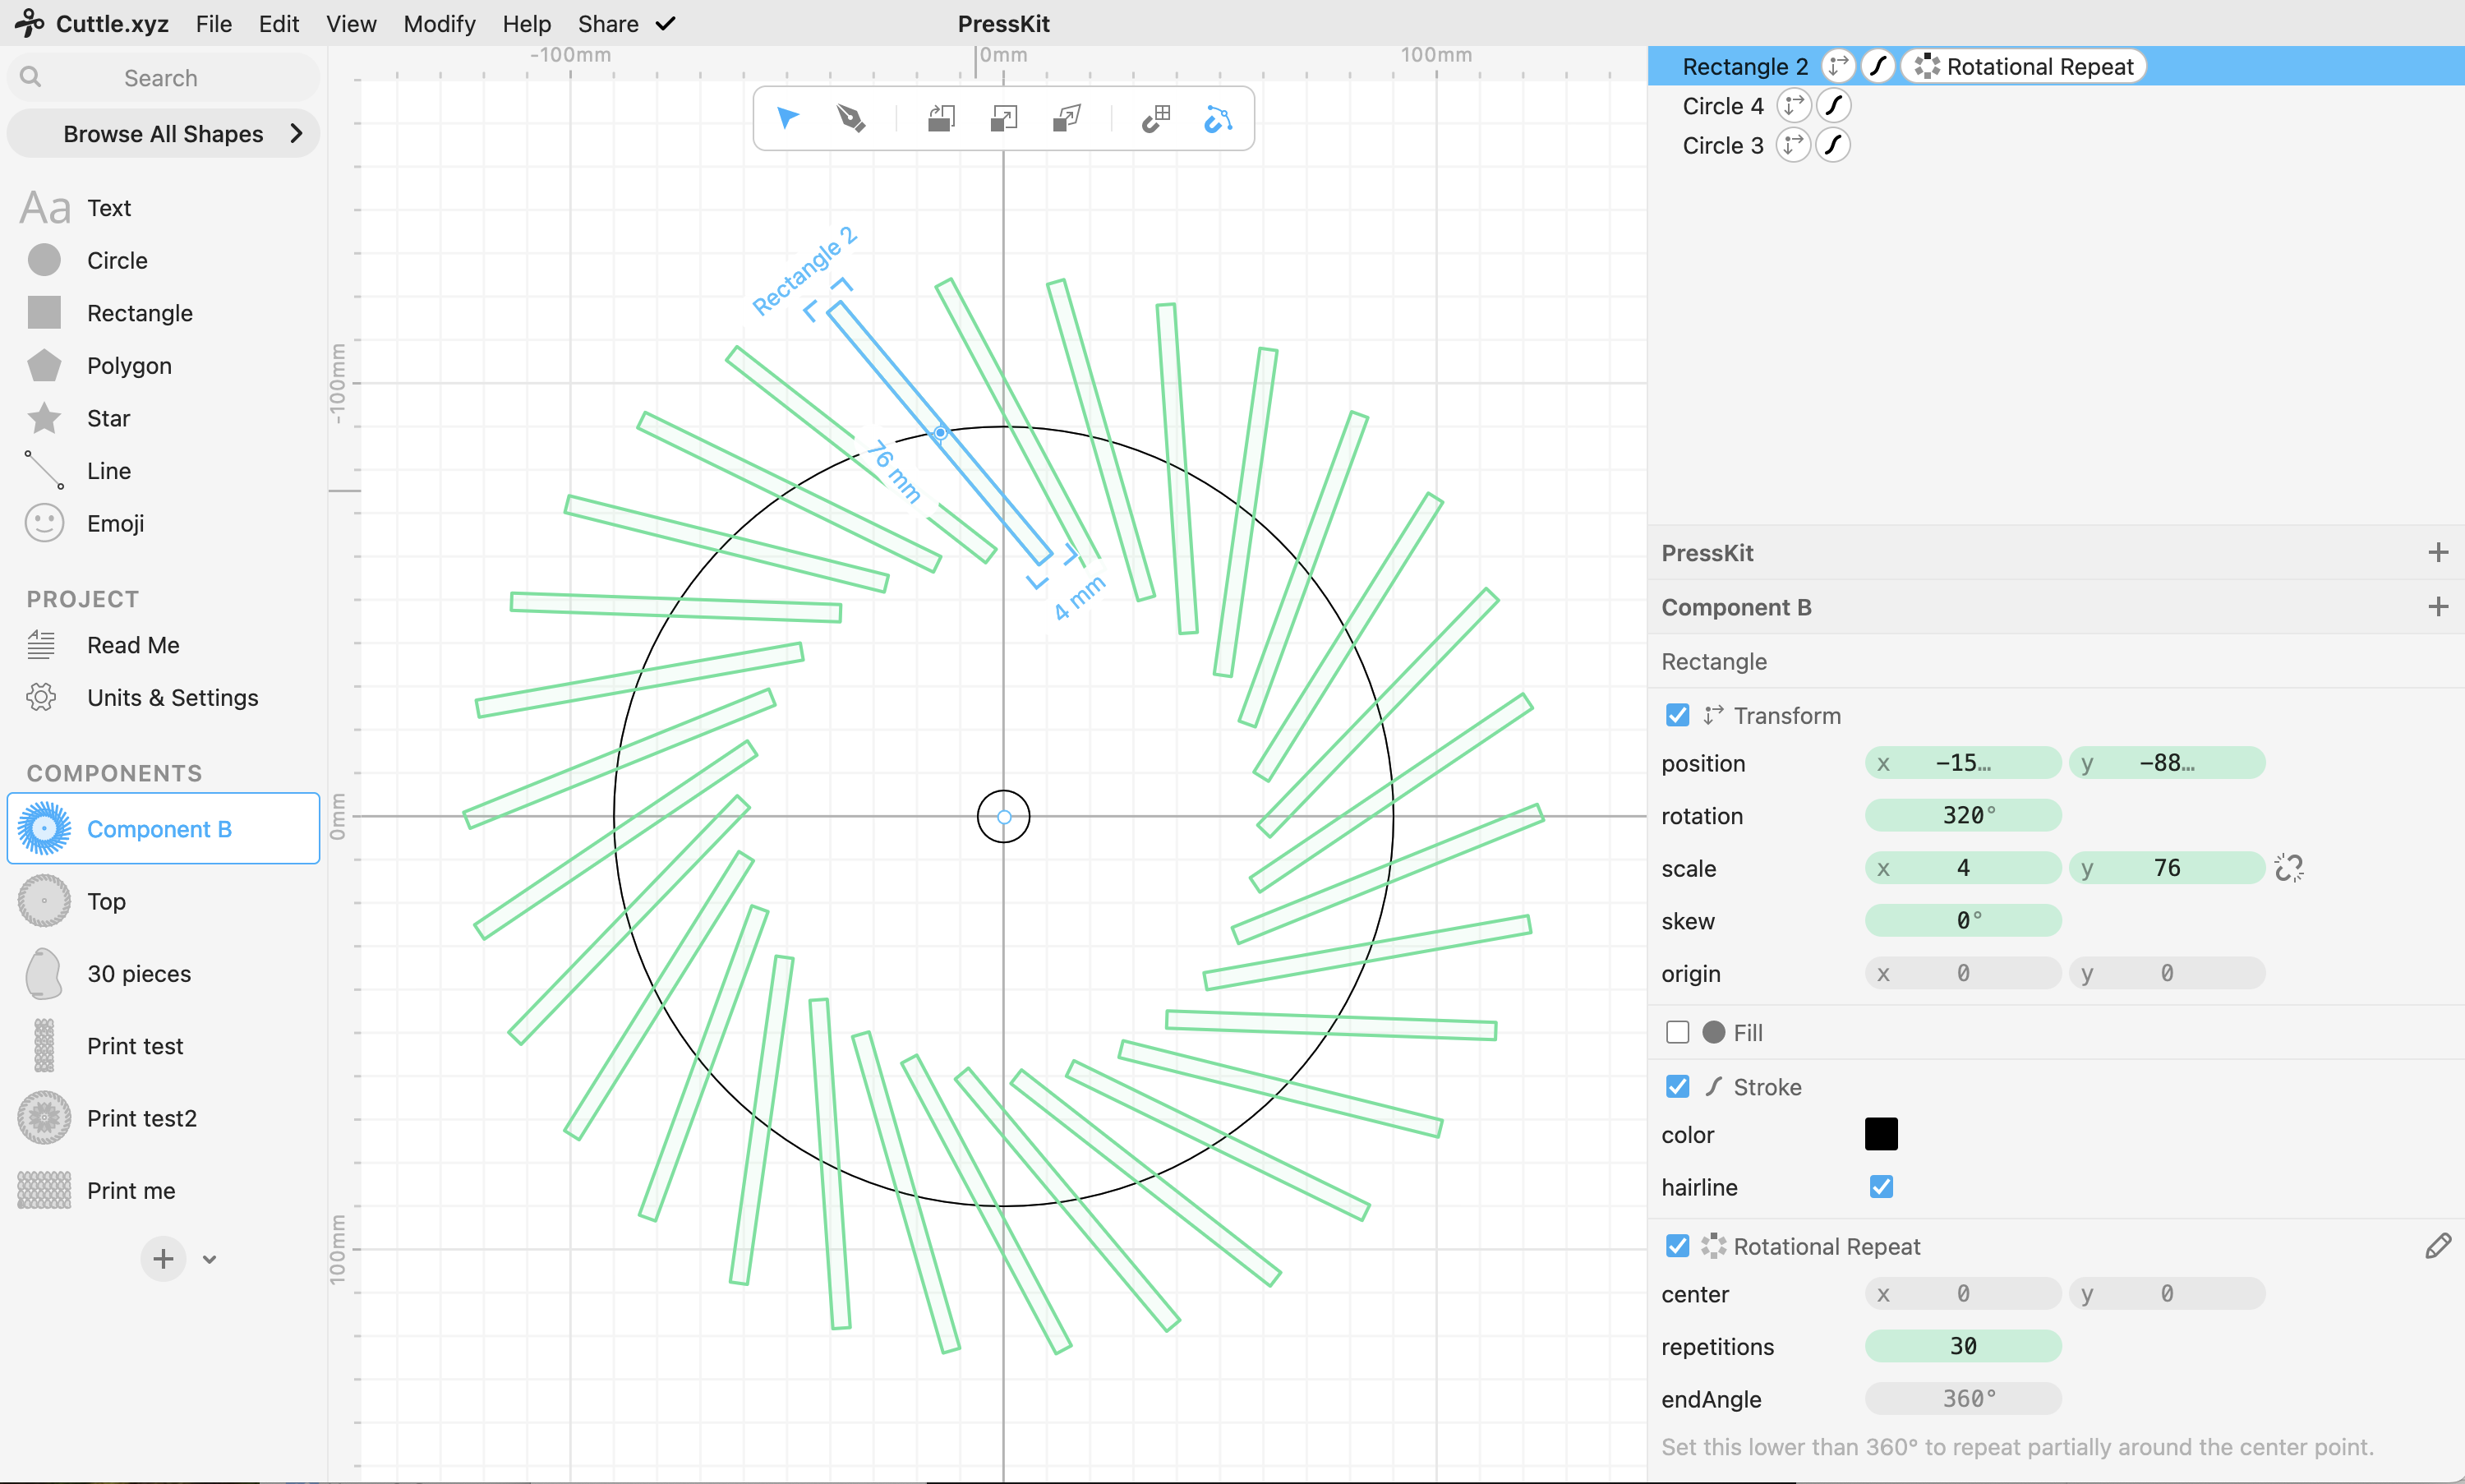 Cuttle.xyz File Edit View Modify Help Share PressKit
Search
Browse All Shapes
Aa Text
Circle
Rectangle
Polygon
Star
Line
Emoji
PROJECT
Read Me
Units & Settings
COMPONENTS
Component B
Top
30 pieces
Print test
Print test2
Print me
-100mm 0mm 100mm
-100mm
0mm
100mm
Rectangle 2
76 mm
4 mm
Rectangle 2 Rotational Repeat
Circle 4
Circle 3
PressKit
Component B
Rectangle
Transform
position x -15… y -88…
rotation 320°
scale x 4 y 76
skew 0°
origin x 0 y 0
Fill
Stroke
color
hairline
Rotational Repeat
center x 0 y 0
repetitions 30
endAngle 360°
Set this lower than 360° to repeat partially around the center point.